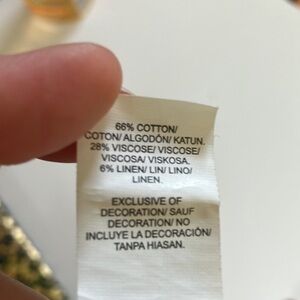 66% COTTON/
COTON/ ALGODÓN/ KATUN.
28% VISCOSE/ VISCOSE/
VISCOSA/ VISKOSA.
6% LINEN/ LIN/ LINO/
LINEN.
EXCLUSIVE OF
DECORATION/ SAUF
DECORATION/ NO
INCLUYE LA DECORACIÓN/
TANPA HIASAN.